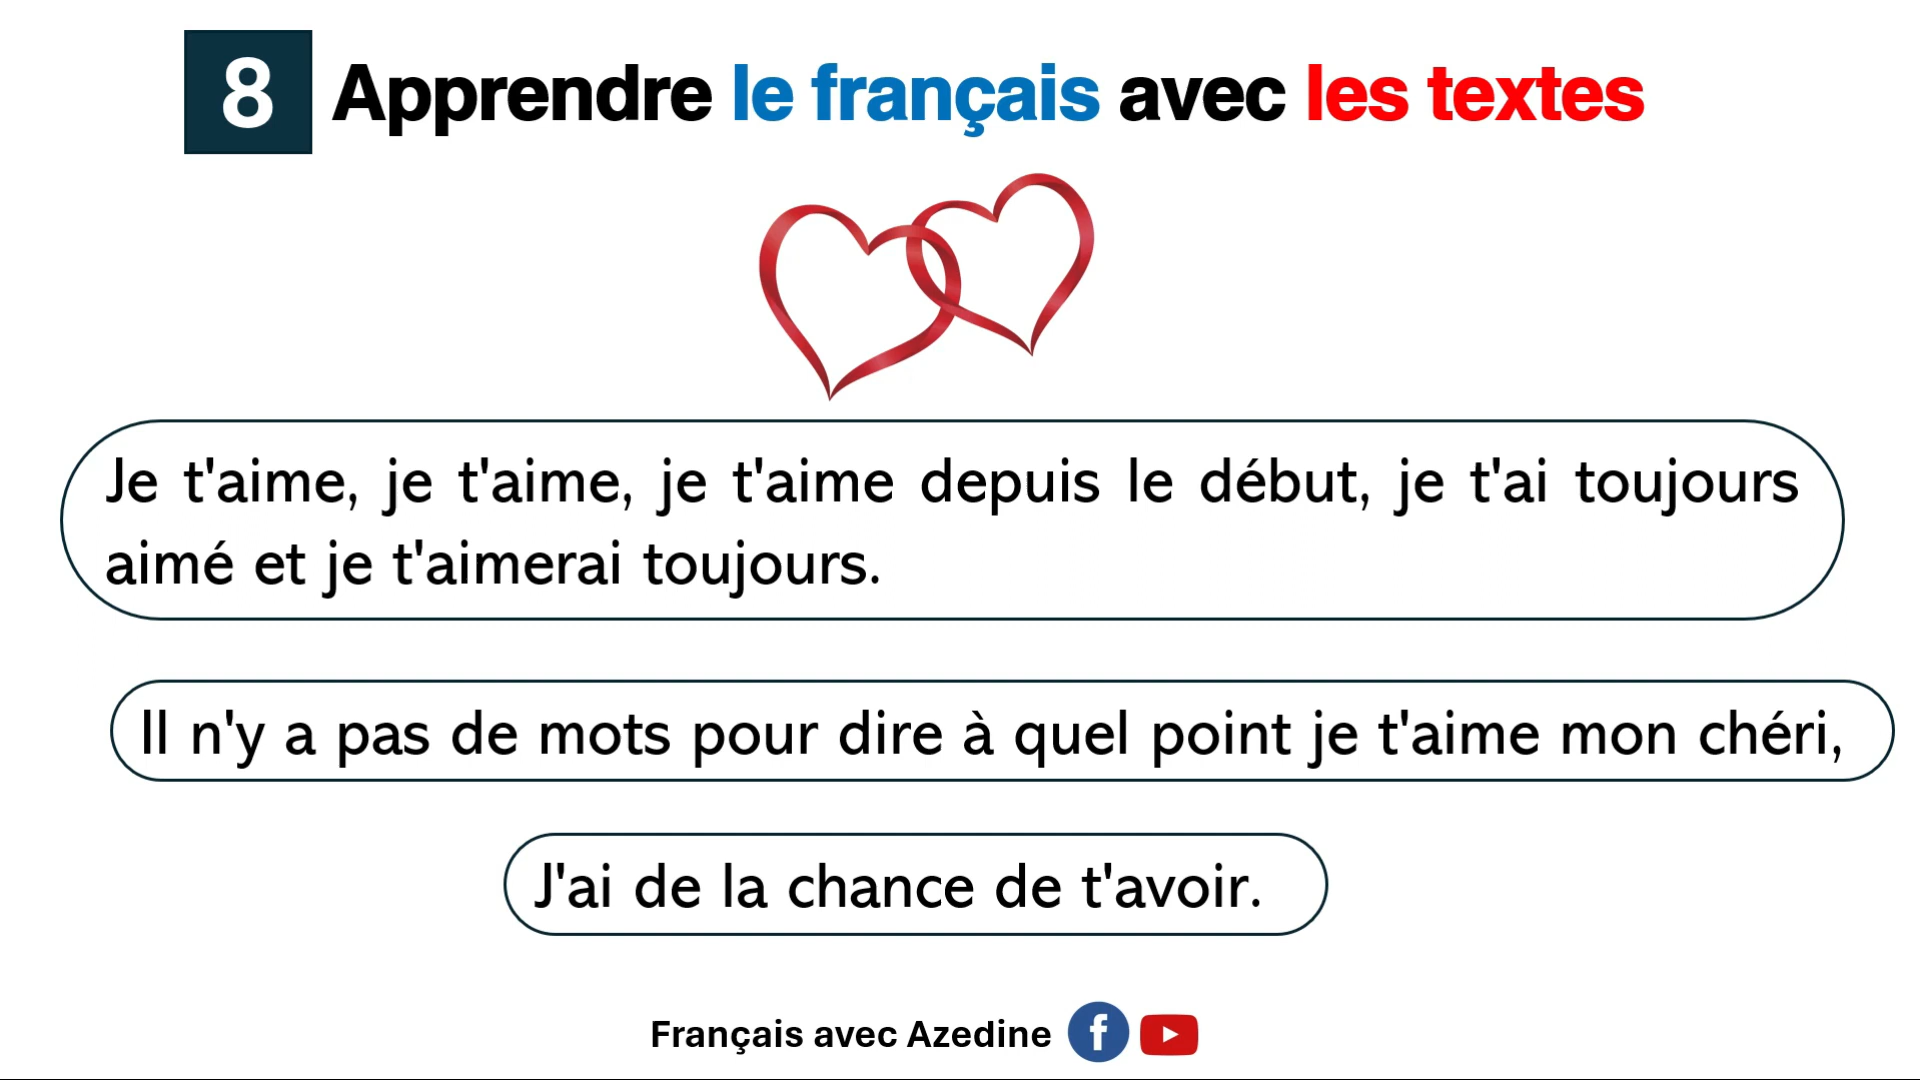 8 Apprendre le français avec les textes
Je t'aime, je t'aime, je t'aime depuis le début, je t'ai toujours
aimé et je t'aimerai toujours.
Il n'y a pas de mots pour dire à quel point je t'aime mon chéri,
J'ai de la chance de t'avoir.
Français avec Azedine f